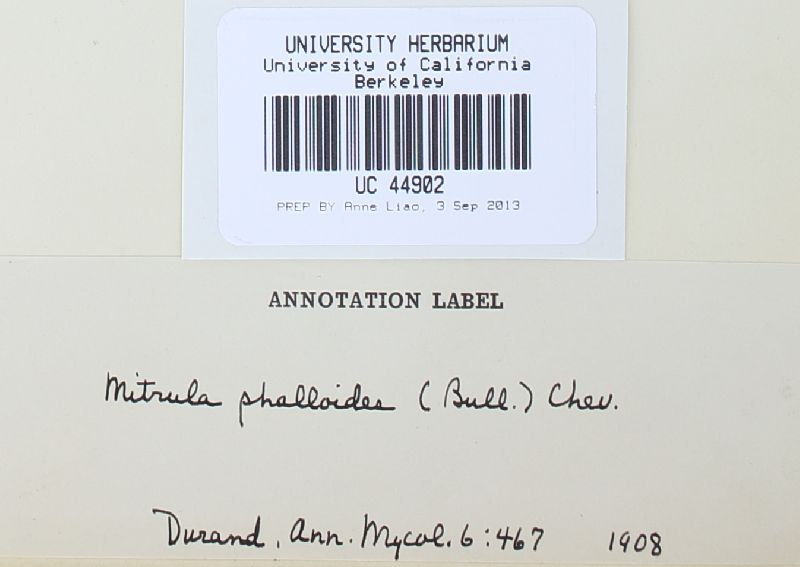 UNIVERSITY HERBARIUM
University of California
Berkeley
UC 44902
PREP BY Anne Liao, 3 Sep 2013
ANNOTATION LABEL
Mitrula phalloides (Bull.) Chev.
Durand, Ann. Mycol. 6:467 1908